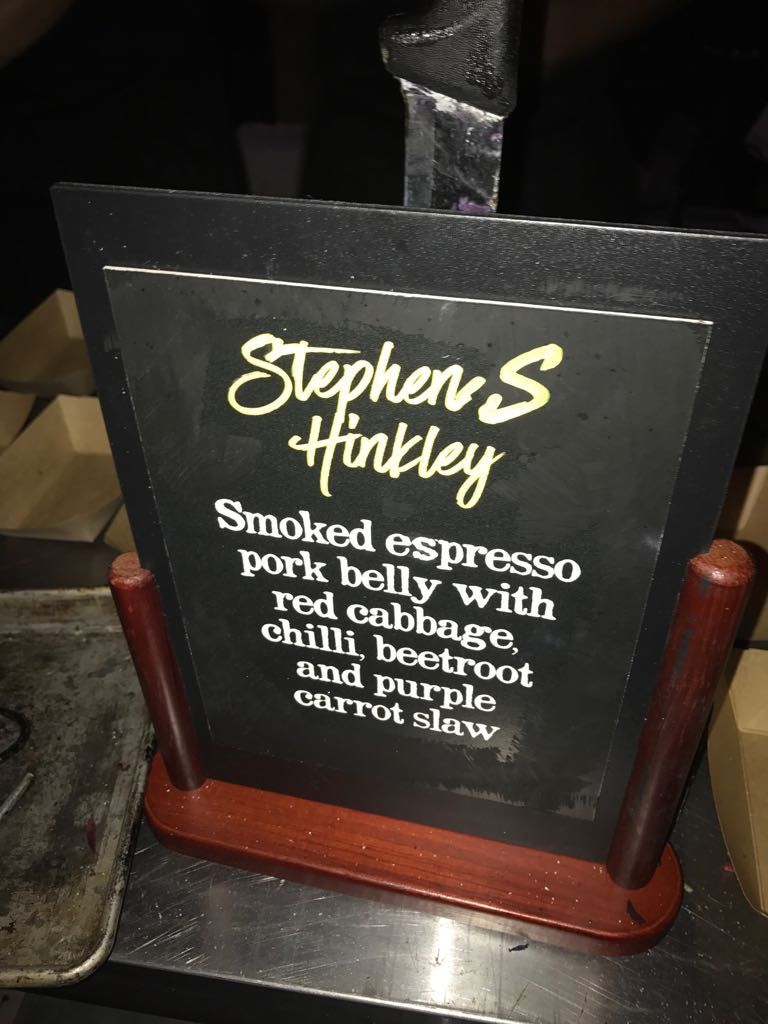 Stephen S
Hinkley
Smoked espresso
pork belly with
red cabbage,
chilli, beetroot
and purple
carrot slaw